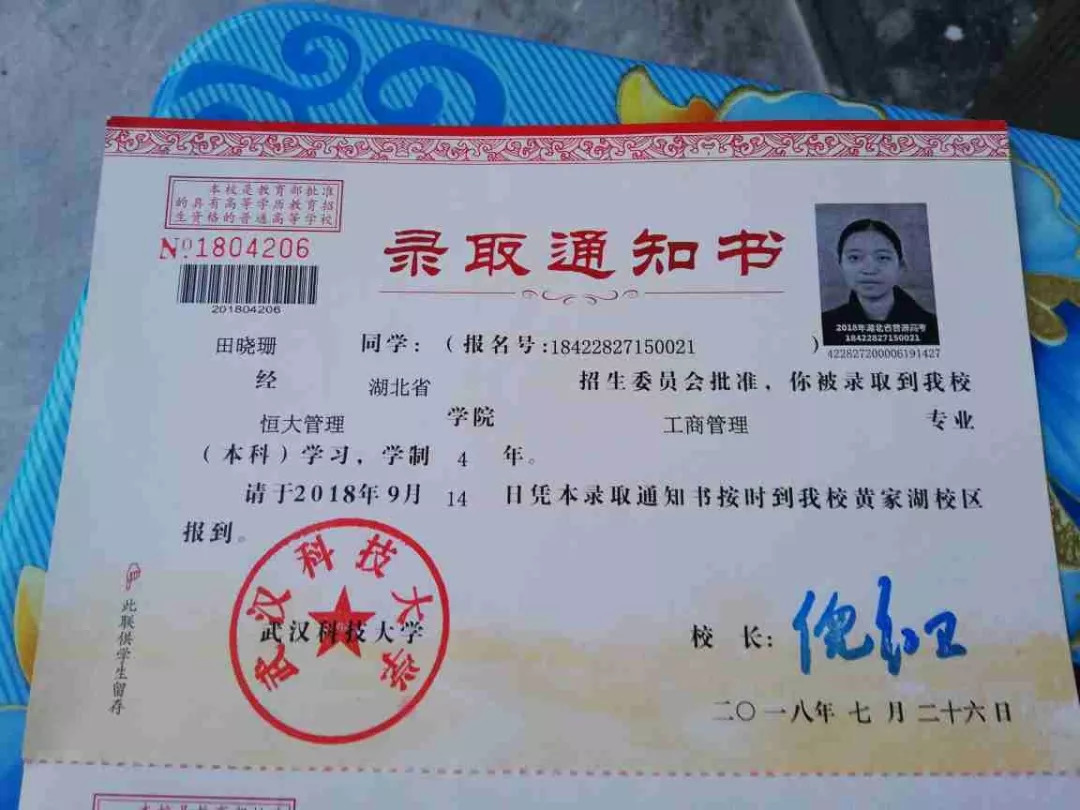 本校是教育部批准
的具有高等学历教育招
生资格的普通高等学校
№1804206
201804206
录取通知书
2018年湖北省普通高考
18422827150021
422827200006191427
田晓珊 同学:(报名号:18422827150021 )
经 湖北省 招生委员会批准,你被录取到我校
恒大管理 学院 工商管理 专业
(本科)学习,学制 4 年。
请于2018年9月 14 日凭本录取通知书按时到我校黄家湖校区
报到。
武汉科技大学
武汉科技大学
校 长: 倪红卫
二〇一八年 七 月 二十六日
此联供学生留存